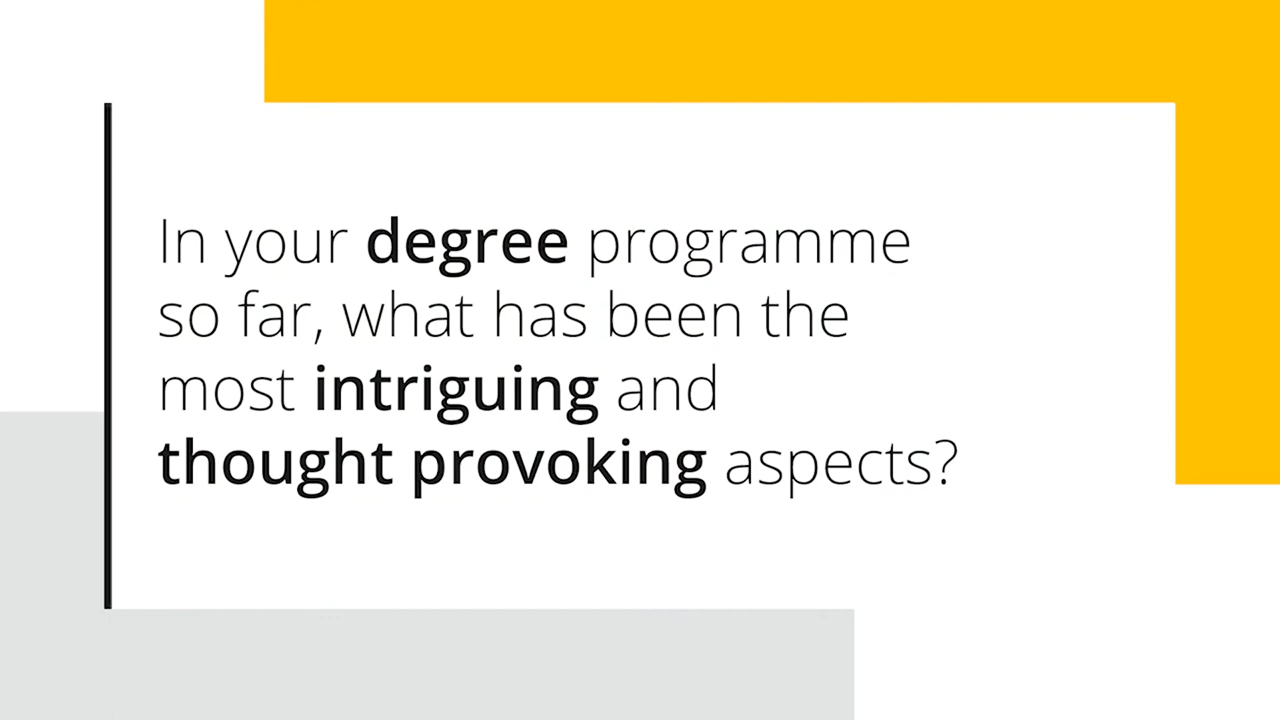 In your degree programme
so far, what has been the
most intriguing and
thought provoking aspects?